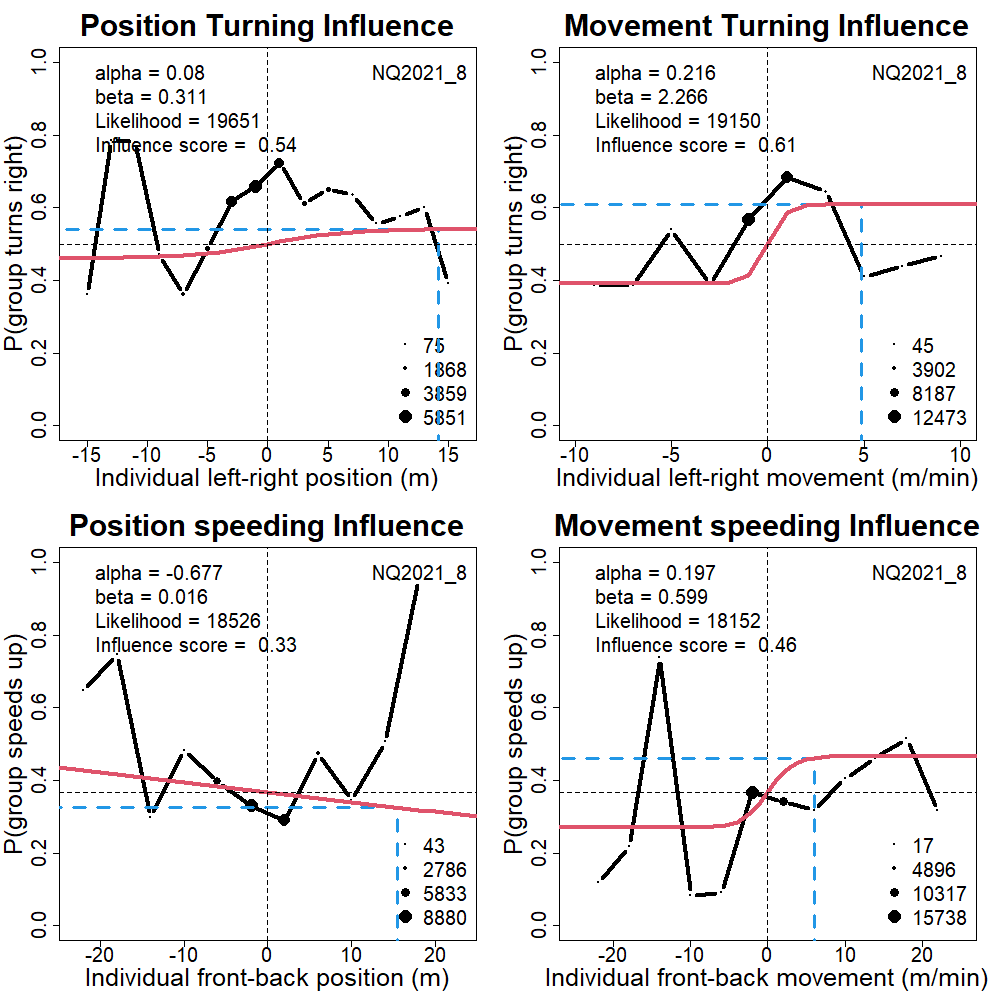 Position Turning Influence
alpha = 0.08
NQ2021_8
beta = 0.311
Likelihood = 19651
Influence score =  0.54
P(group turns right)
1.0
0.8
0.6
0.4
0.2
0.0
75
1868
3859
5851
-15 -10 -5 0 5 10 15
Individual left-right position (m)
Movement Turning Influence
alpha = 0.216
NQ2021_8
beta = 2.266
Likelihood = 19150
Influence score =  0.61
P(group turns right)
1.0
0.8
0.6
0.4
0.2
0.0
45
3902
8187
12473
-10 -5 0 5 10
Individual left-right movement (m/min)
Position speeding Influence
alpha = -0.677
NQ2021_8
beta = 0.016
Likelihood = 18526
Influence score =  0.33
P(group speeds up)
1.0
0.8
0.6
0.4
0.2
0.0
43
2786
5833
8880
-20 -10 0 10 20
Individual front-back position (m)
Movement speeding Influence
alpha = 0.197
NQ2021_8
beta = 0.599
Likelihood = 18152
Influence score =  0.46
P(group speeds up)
1.0
0.8
0.6
0.4
0.2
0.0
17
4896
10317
15738
-20 -10 0 10 20
Individual front-back movement (m/min)